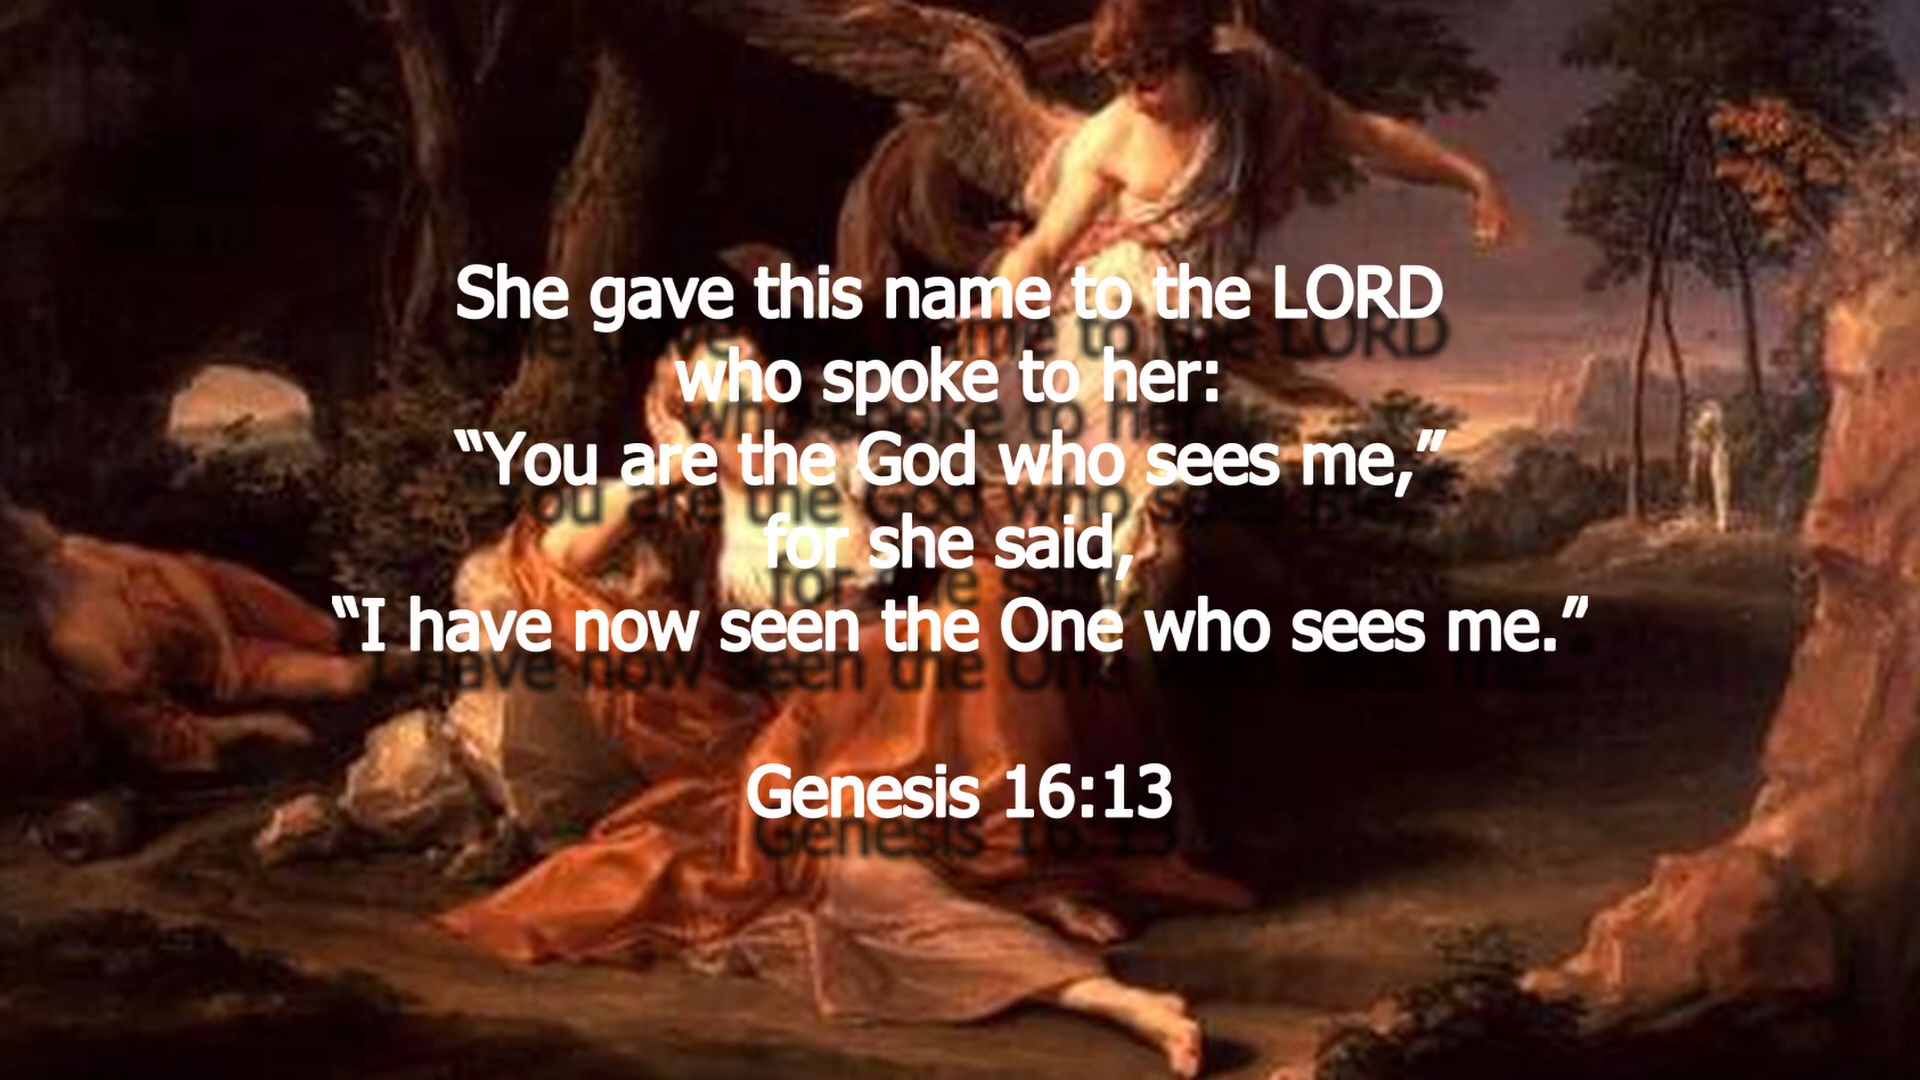 She gave this name to the LORD
who spoke to her:
“You are the God who sees me,”
for she said,
“I have now seen the One who sees me.”
Genesis 16:13